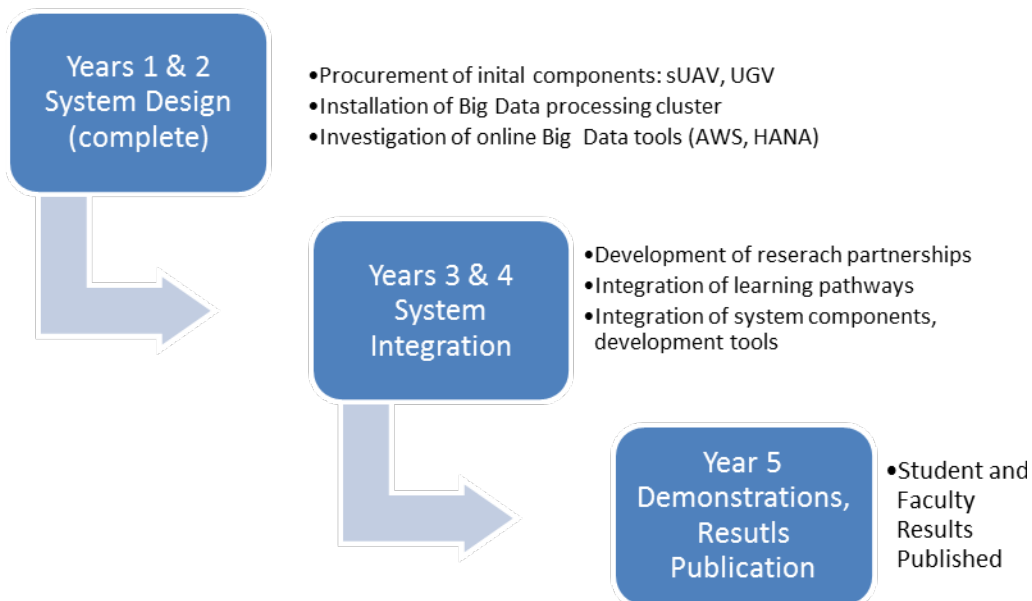 Years 1 & 2
System Design
(complete)
•Procurement of inital components: sUAV, UGV
•Installation of Big Data processing cluster
•Investigation of online Big Data tools (AWS, HANA)
Years 3 & 4
System
Integration
•Development of reserach partnerships
•Integration of learning pathways
•Integration of system components,
development tools
Year 5
Demonstrations,
Resutls
Publication
•Student and
Faculty
Results
Published